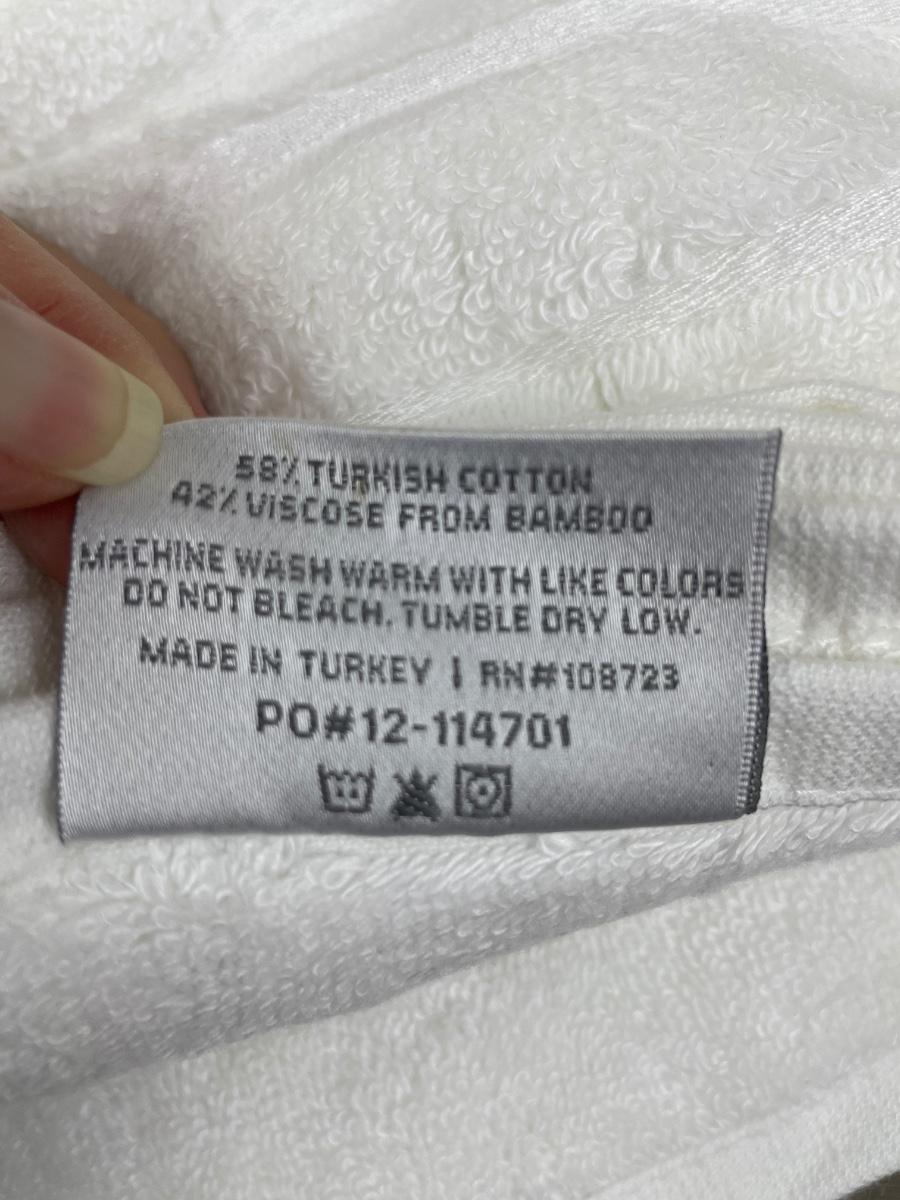 58% TURKISH COTTON
42% VISCOSE FROM BAMBOO
MACHINE WASH WARM WITH LIKE COLORS
DO NOT BLEACH. TUMBLE DRY LOW.
MADE IN TURKEY | RN#108723
PO#12-114701